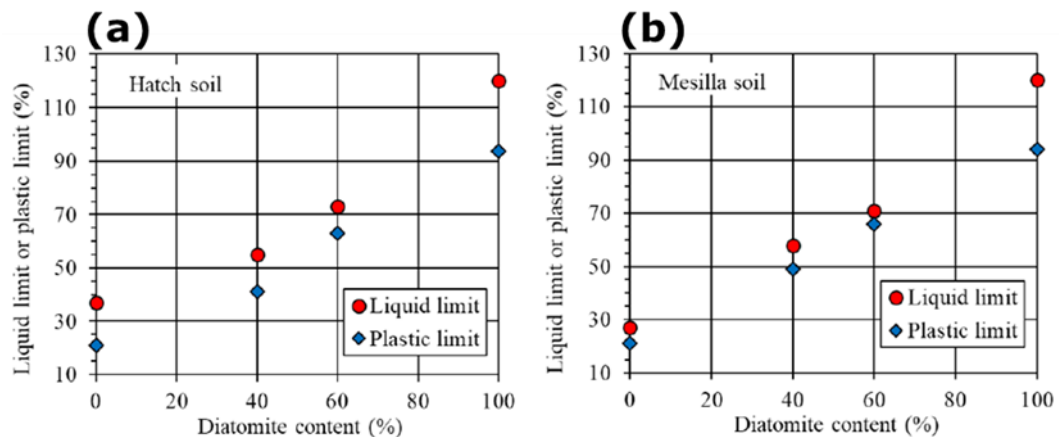 (a)
130
110
90
70
50
30
10
Liquid limit or plastic limit (%)
Hatch soil
Liquid limit
Plastic limit
0 20 40 60 80 100
Diatomite content (%)
(b)
130
110
90
70
50
30
10
Liquid limit or plastic limit (%)
Mesilla soil
Liquid limit
Plastic limit
0 20 40 60 80 100
Diatomite content (%)